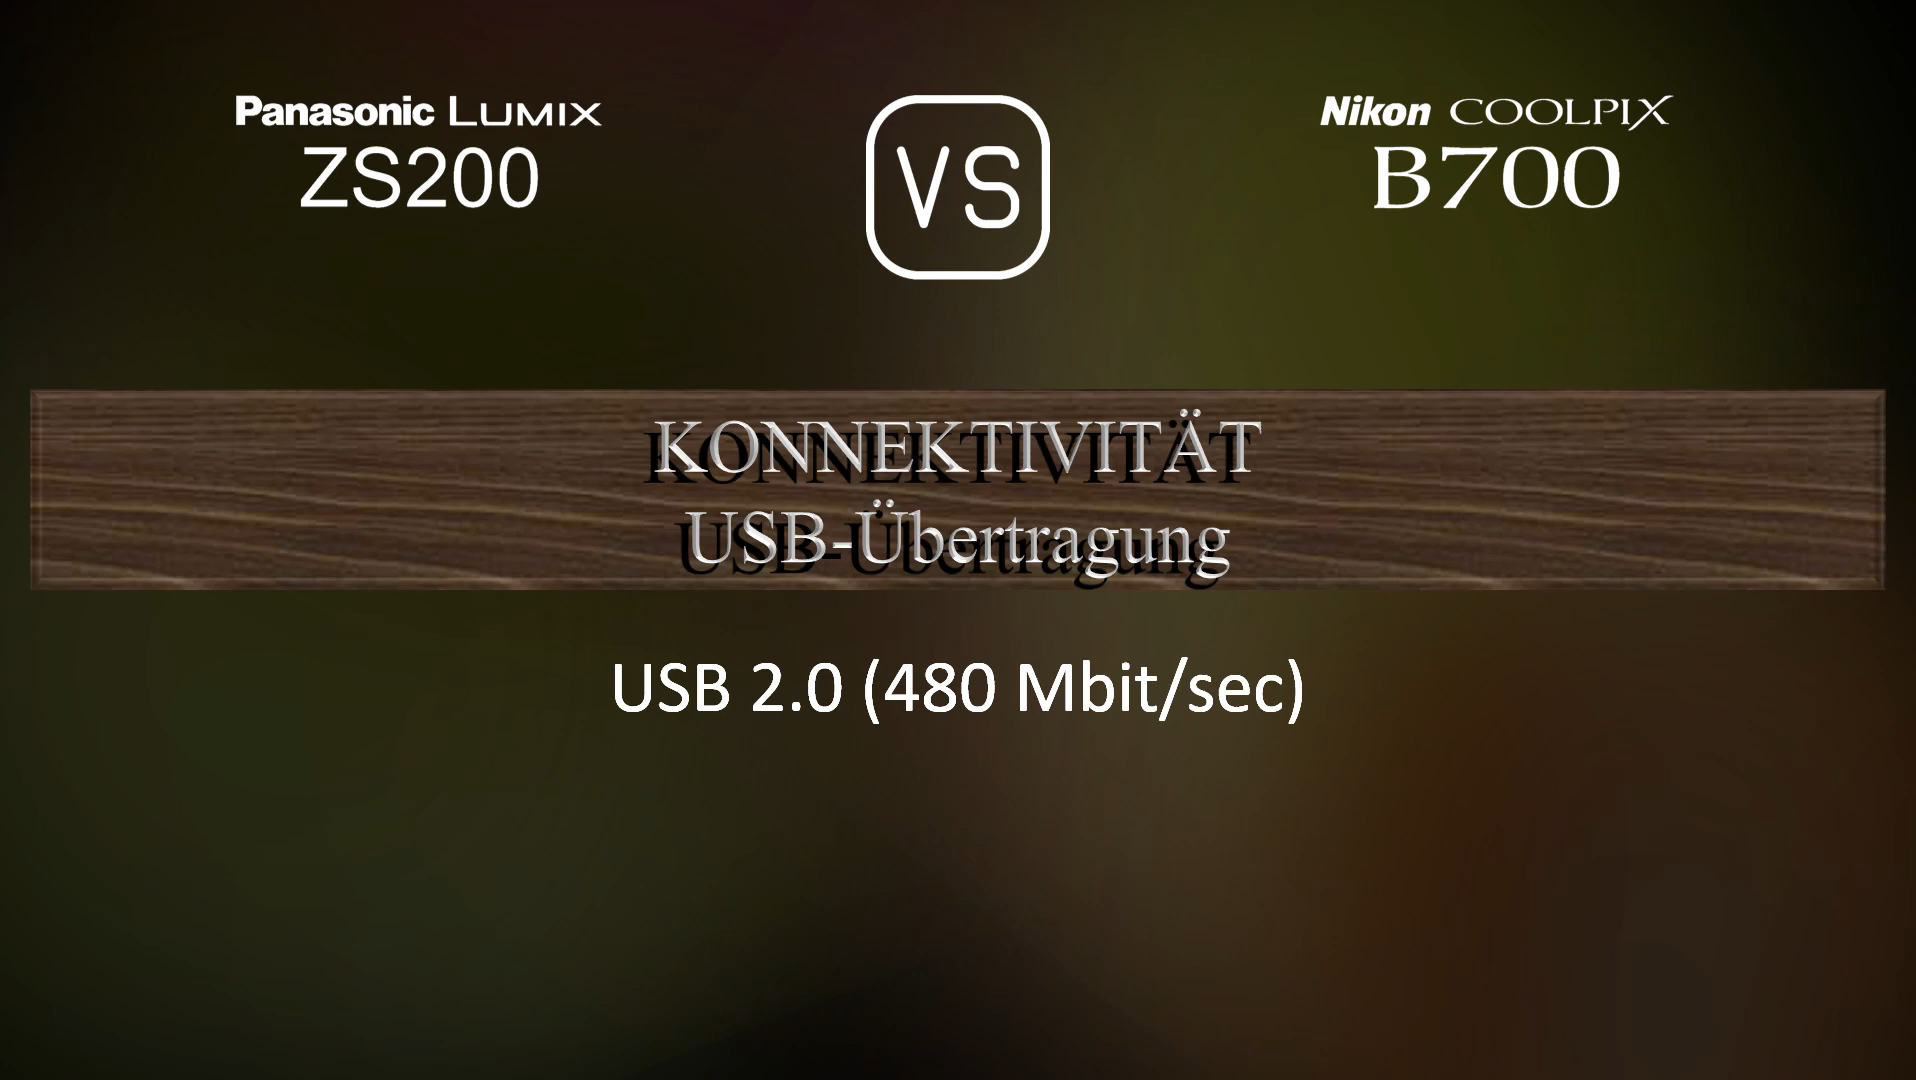 Panasonic LUMIX
ZS200
VS
Nikon COOLPIX
B700
KONNEKTIVITÄT
USB-Übertragung
USB 2.0 (480 Mbit/sec)